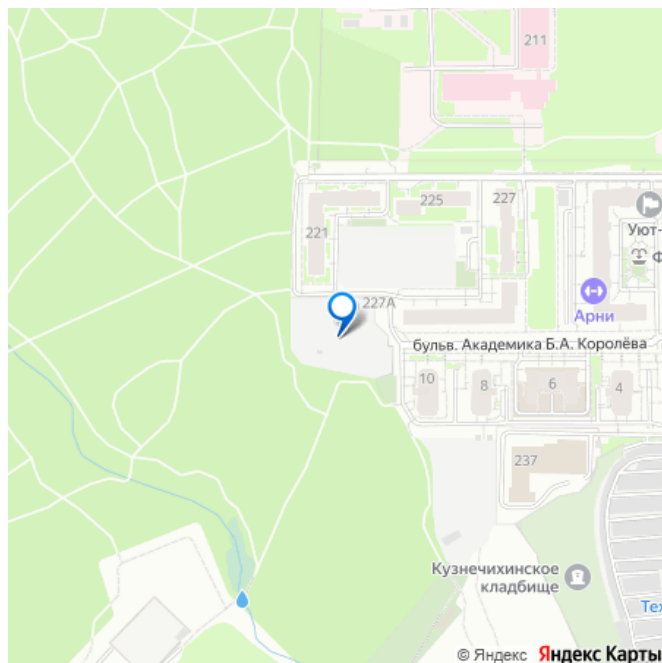 211
225
227
221
Уют-
Ф
227А
Арни
бульв. Академика Б.А. Королёва
10
8
6
4
237
Кузнечихинское
кладбище
Тех
© Яндекс Яндекс Карты